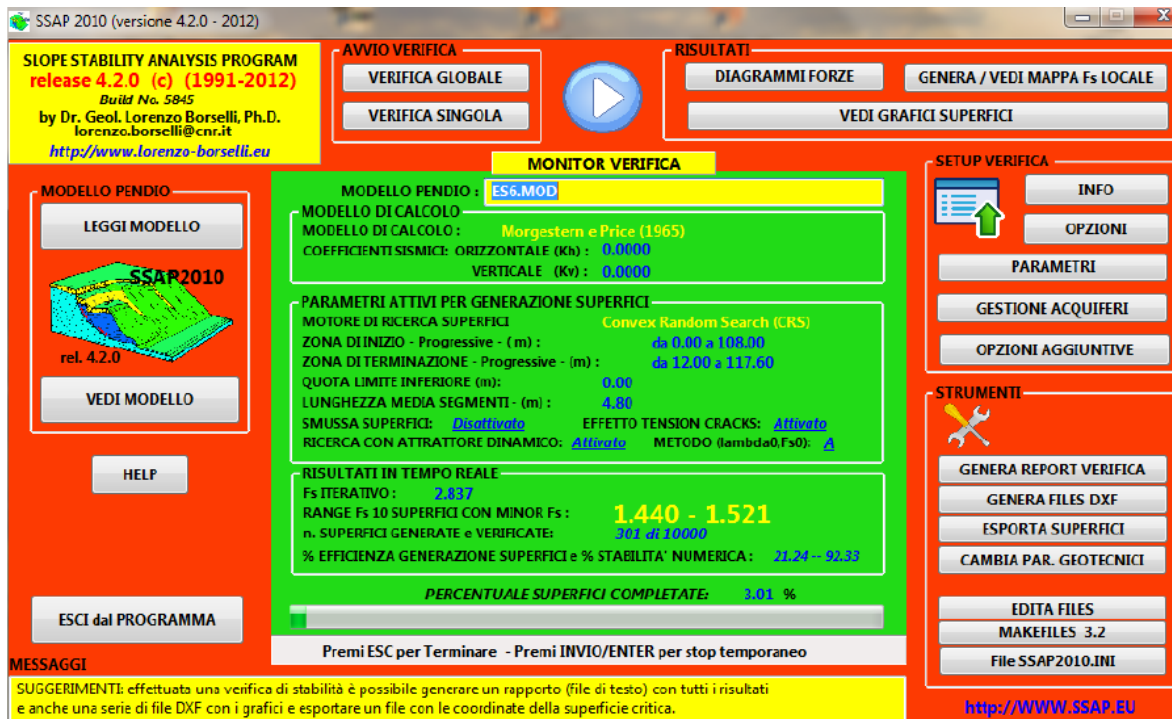 SSAP 2010 (versione 4.2.0 - 2012)
SLOPE STABILITY ANALYSIS PROGRAM
release 4.2.0 (c) (1991-2012)
Build No. 5845
by Dr. Geol. Lorenzo Borselli, Ph.D.
lorenzo.borselli@cnr.it
http://www.lorenzo-borselli.eu
AVVIO VERIFICA
VERIFICA GLOBALE
VERIFICA SINGOLA
RISULTATI
DIAGRAMMI FORZE
GENERA / VEDI MAPPA Fs LOCALE
VEDI GRAFICI SUPERFICI
MODELLO PENDIO
LEGGI MODELLO
SSAP2010
rel. 4.2.0
VEDI MODELLO
HELP
ESCI dal PROGRAMMA
MONITOR VERIFICA
MODELLO PENDIO : ES6.MOD
MODELLO DI CALCOLO
MODELLO DI CALCOLO : Morgestern e Price (1965)
COEFFICIENTI SISMICI: ORIZZONTALE (Kh) : 0.0000
VERTICALE (Kv) : 0.0000
PARAMETRI ATTIVI PER GENERAZIONE SUPERFICI
MOTORE DI RICERCA SUPERFICI Convex Random Search (CRS)
ZONA DI INIZIO - Progressive - ( m) : da 0.00 a 108.00
ZONA DI TERMINAZIONE - Progressive - (m) : da 12.00 a 117.60
QUOTA LIMITE INFERIORE (m): 0.00
LUNGHEZZA MEDIA SEGMENTI - (m) : 4.80
SMUSSA SUPERFICI: Disattivato EFFETTO TENSION CRACKS: Attivato
RICERCA CON ATTRATTORE DINAMICO: Attivato METODO (lambda0,Fs0): A
RISULTATI IN TEMPO REALE
Fs ITERATIVO : 2.837
RANGE Fs 10 SUPERFICI CON MINOR Fs : 1.440 - 1.521
n. SUPERFICI GENERATE e VERIFICATE: 301 di 10000
% EFFICIENZA GENERAZIONE SUPERFICI e % STABILITA' NUMERICA : 21.24 -- 92.33
PERCENTUALE SUPERFICI COMPLETATE: 3.01 %
Premi ESC per Terminare - Premi INVIO/ENTER per stop temporaneo
SETUP VERIFICA
INFO
OPZIONI
PARAMETRI
GESTIONE ACQUIFERI
OPZIONI AGGIUNTIVE
STRUMENTI
GENERA REPORT VERIFICA
GENERA FILES DXF
ESPORTA SUPERFICI
CAMBIA PAR. GEOTECNICI
EDITA FILES
MAKEFILES 3.2
File SSAP2010.INI
http://WWW.SSAP.EU
MESSAGGI
SUGGERIMENTI: effettuata una verifica di stabilità è possibile generare un rapporto (file di testo) con tutti i risultati
e anche una serie di file DXF con i grafici e esportare un file con le coordinate della superficie critica.